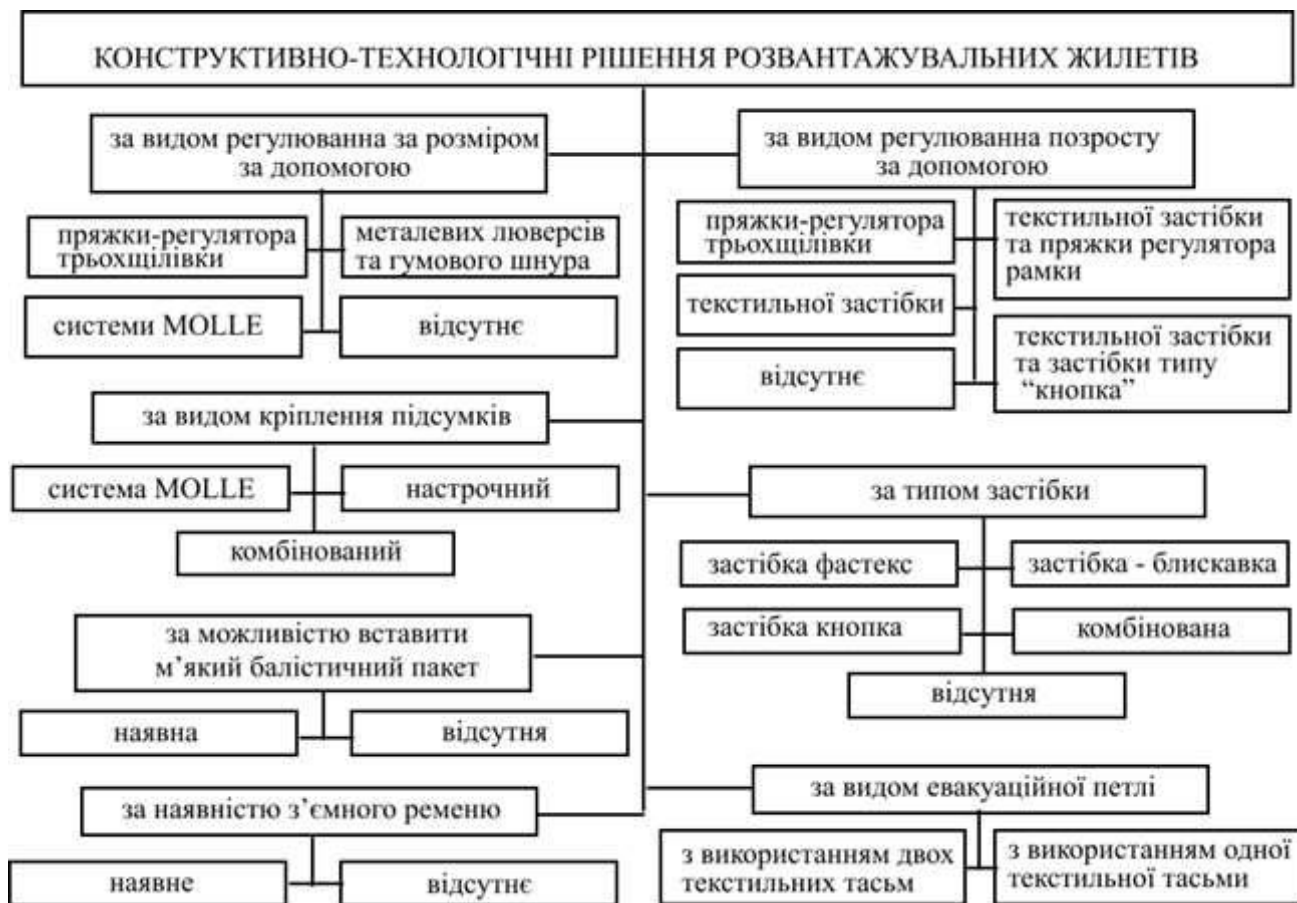 КОНСТРУКТИВНО-ТЕХНОЛОГІЧНІ РІШЕННЯ РОЗВАНТАЖУВАЛЬНИХ ЖИЛЕТІВ
за видом регулюванна за розміром
за допомогою
пряжки-регулятора
трьохщілівки
металевих люверсів
та гумового шнура
системи MOLLE
відсутнє
за видом регулюванна позросту
за допомогою
пряжки-регулятора
трьохщілівки
текстильної застібки
та пряжки регулятора
рамки
текстильної застібки
відсутнє
текстильної застібки
та застібки типу
“кнопка”
за видом кріплення підсумків
система MOLLE
настрочний
комбінований
за типом застібки
застібка фастекс
застібка - блискавка
застібка кнопка
комбінована
відсутня
за можливістю вставити
м’який балістичний пакет
наявна
відсутня
за наявністю з’ємного ременю
наявне
відсутнє
за видом евакуаційної петлі
з використанням двох
текстильних тасьм
з використанням одної
текстильної тасьми